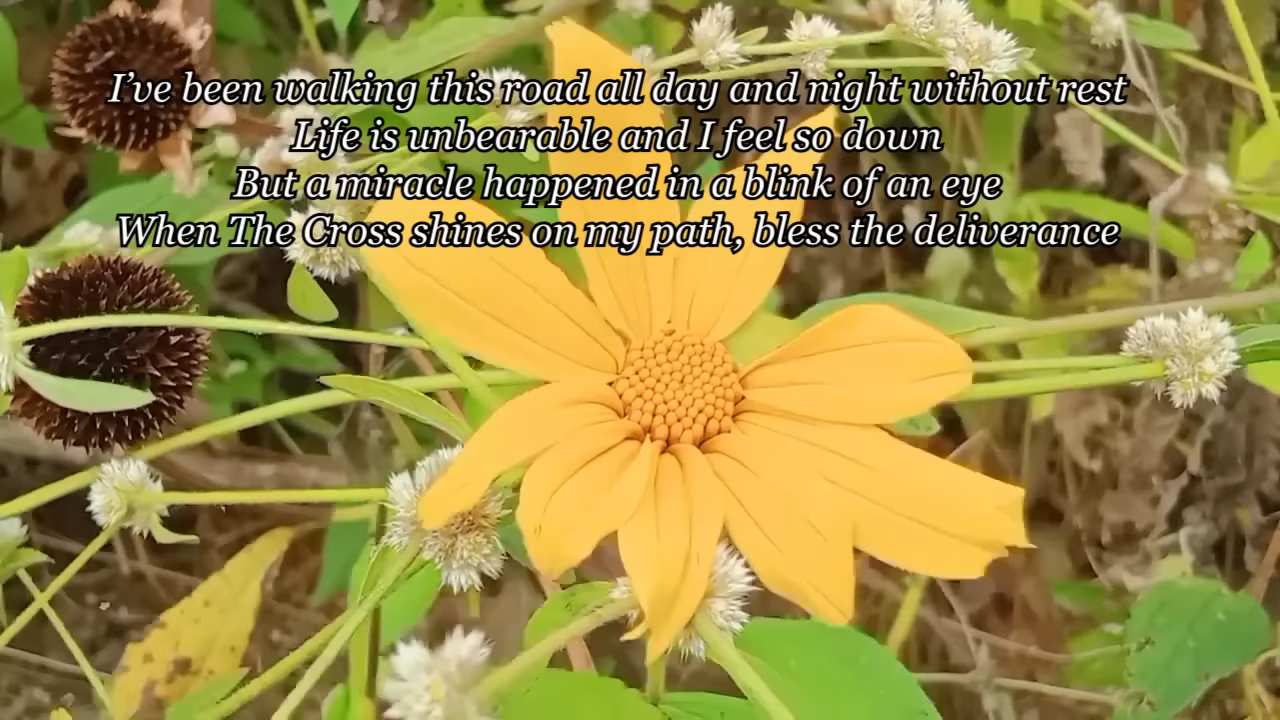 I’ve been walking this road all day and night without rest
Life is unbearable and I feel so down
But a miracle happened in a blink of an eye
When The Cross shines on my path, bless the deliverance